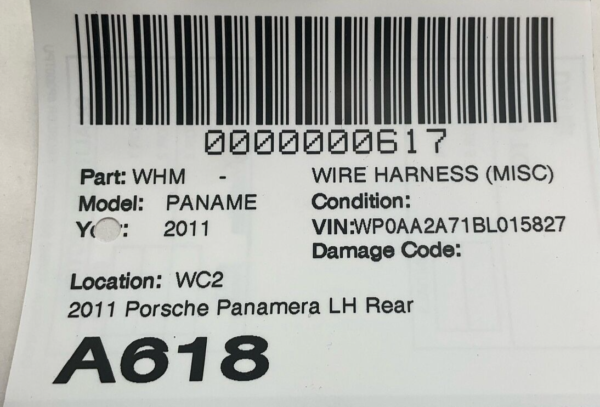 0000000617
Part: WHM - WIRE HARNESS (MISC)
Model: PANAME Condition:
2011 VIN:WP0AA2A71BL015827
Damage Code:
Location: WC2
2011 Porsche Panamera LH Rear
A618